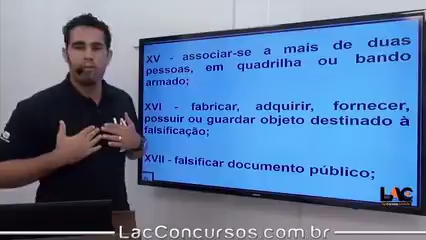 XV - associar-se a mais de duas
pessoas, em quadrilha ou bando
armado;
XVI - fabricar, adquirir, fornecer,
possuir ou guardar objeto destinado à
falsificação;
XVII - falsificar documento público;
LAC
LacConcursos.com.br